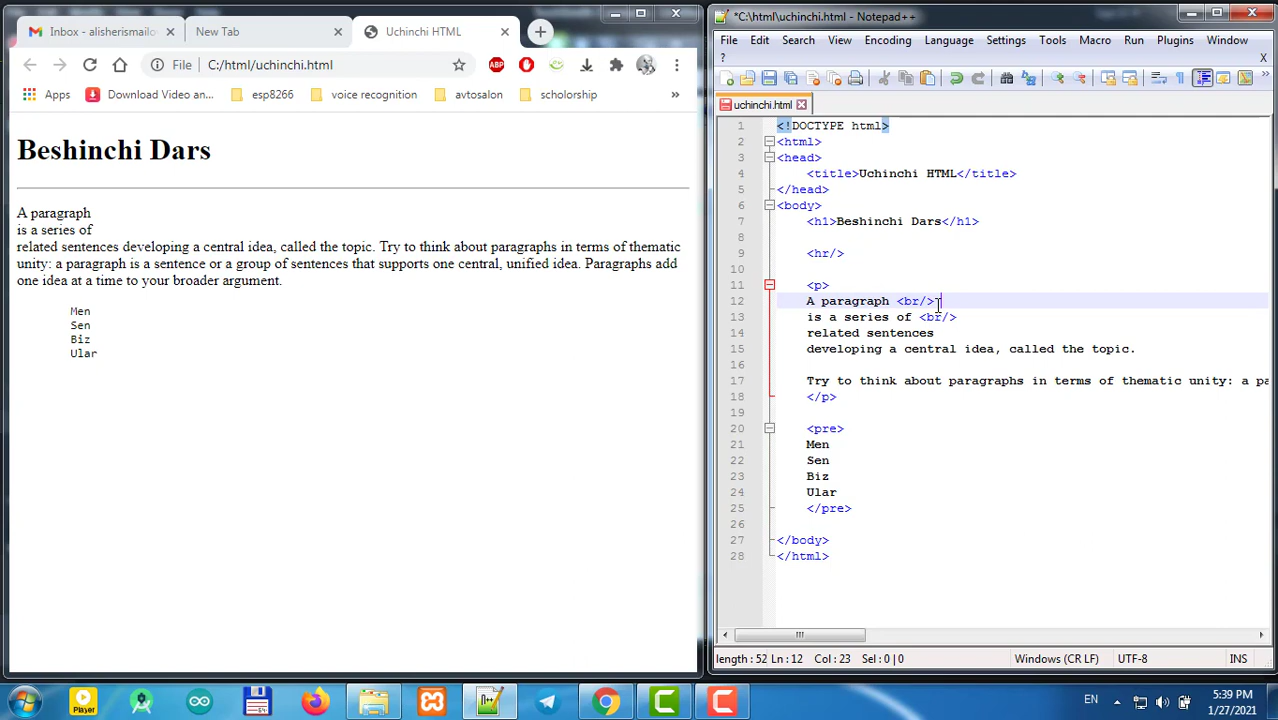 Inbox - alisherismailo
New Tab
Uchinchi HTML
File
C:/html/uchinchi.html
ABP
Apps
Download Video an...
esp8266
voice recognition
avtosalon
scholorship
»
Beshinchi Dars
A paragraph
is a series of
related sentences developing a central idea, called the topic. Try to think about paragraphs in terms of thematic
unity: a paragraph is a sentence or a group of sentences that supports one central, unified idea. Paragraphs add
one idea at a time to your broader argument.
Men
Sen
Biz
Ular
*C:\html\uchinchi.html - Notepad++
File Edit Search View Encoding Language Settings Tools Macro Run Plugins Window
? X
uchinchi.html
1 <!DOCTYPE html>
2 <html>
3 <head>
4 <title>Uchinchi HTML</title>
5 </head>
6 <body>
7 <h1>Beshinchi Dars</h1>
8
9 <hr/>
10
11 <p>
12 A paragraph <br/>
13 is a series of <br/>
14 related sentences
15 developing a central idea, called the topic.
16
17 Try to think about paragraphs in terms of thematic unity: a pa
18 </p>
19
20 <pre>
21 Men
22 Sen
23 Biz
24 Ular
25 </pre>
26
27 </body>
28 </html>
length : 52 Ln : 12 Col : 23 Sel : 0 | 0 Windows (CR LF) UTF-8 INS
Player
EN
5:39 PM
1/27/2021